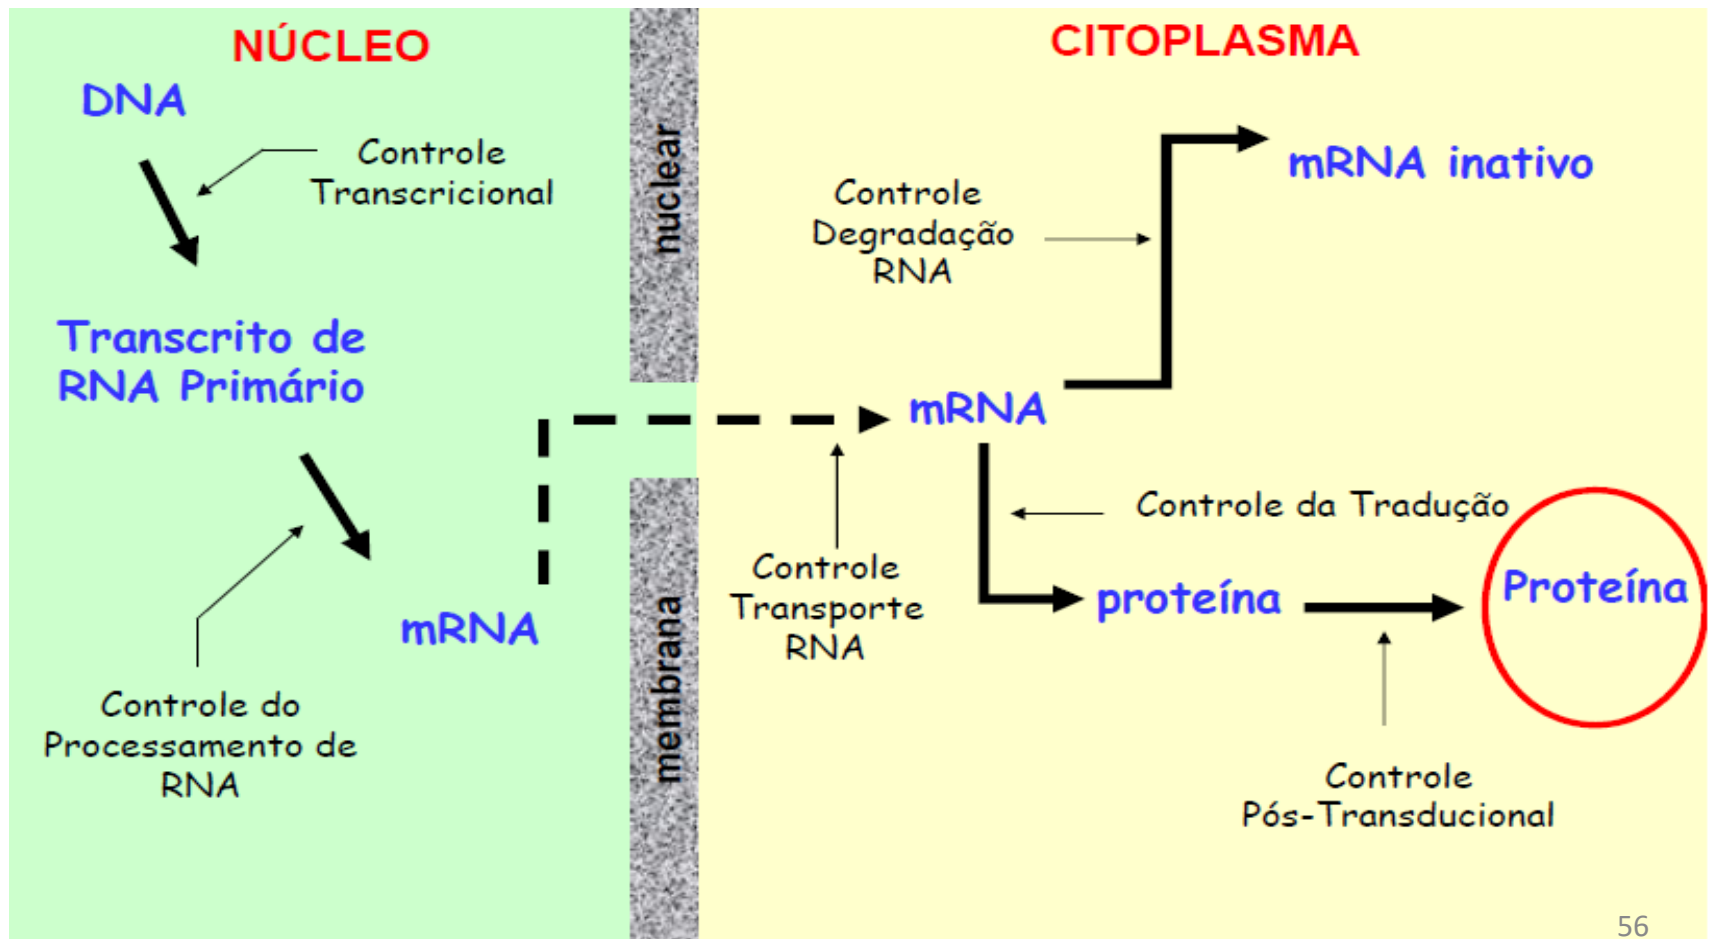 NÚCLEO
DNA
Controle
Transcricional
Transcrito de
RNA Primário
mRNA
Controle do
Processamento de
RNA
núclear
membrana
CITOPLASMA
mRNA inativo
Controle
Degradação
RNA
mRNA
Controle da Tradução
Controle
Transporte
RNA
proteína
Proteína
Controle
Pós-Transducional
56